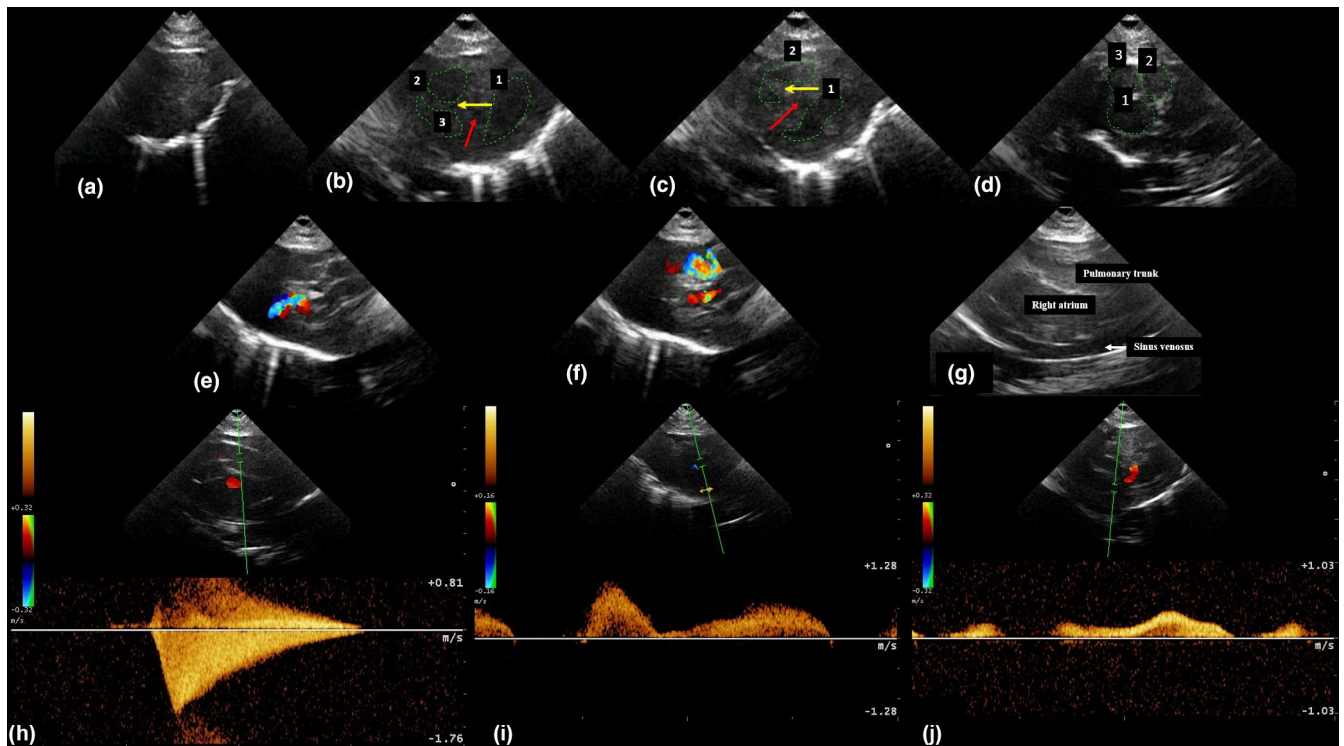 (a)
(b)
1
2
3
(c)
2
1
(d)
3
2
1
(e)
(f)
(g)
Pulmonary trunk
Right atrium
Sinus venosus
(h)
+0.32
-0.32
m/s
+0.81
m/s
-1.76
(i)
+0.16
-0.16
m/s
+1.28
m/s
-1.28
(j)
+0.32
-0.32
m/s
+1.03
m/s
-1.03